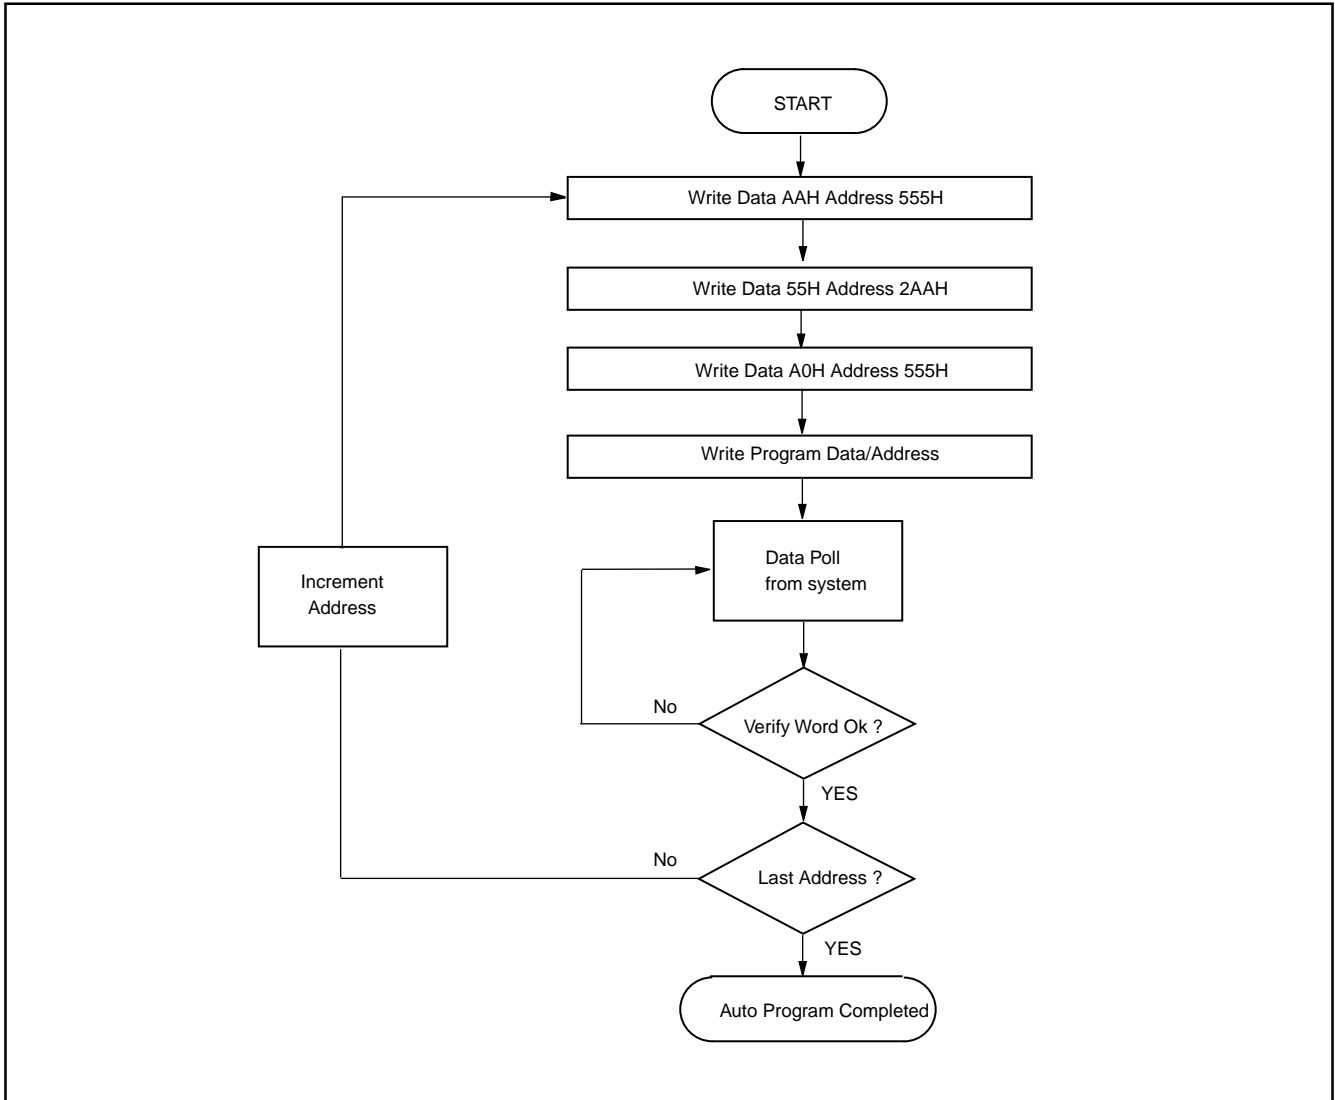 START
Write Data AAH Address 555H
Write Data 55H Address 2AAH
Write Data A0H Address 555H
Write Program Data/Address
Data Poll
from system
Increment
Address
No
Verify Word Ok ?
YES
No
Last Address ?
YES
Auto Program Completed